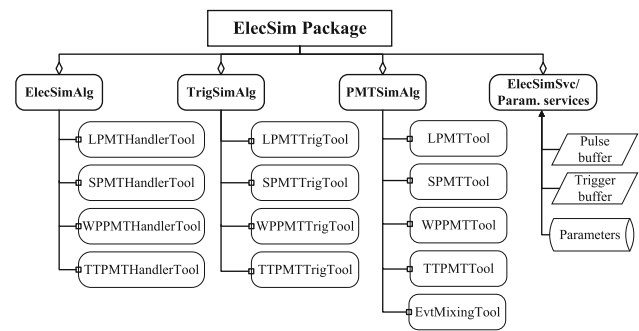 ElecSim Package
ElecSimAlg
TrigSimAlg
PMTSimAlg
ElecSimSvc/
Param. services
LPMTHandlerTool
SPMTHandlerTool
WPPMTHandlerTool
TTPMTHandlerTool
LPMTTrigTool
SPMTTrigTool
WPPMTTrigTool
TTPMTTrigTool
LPMTTool
SPMTTool
WPPMTTool
TTPMTTool
EvtMixingTool
Pulse
buffer
Trigger
buffer
Parameters